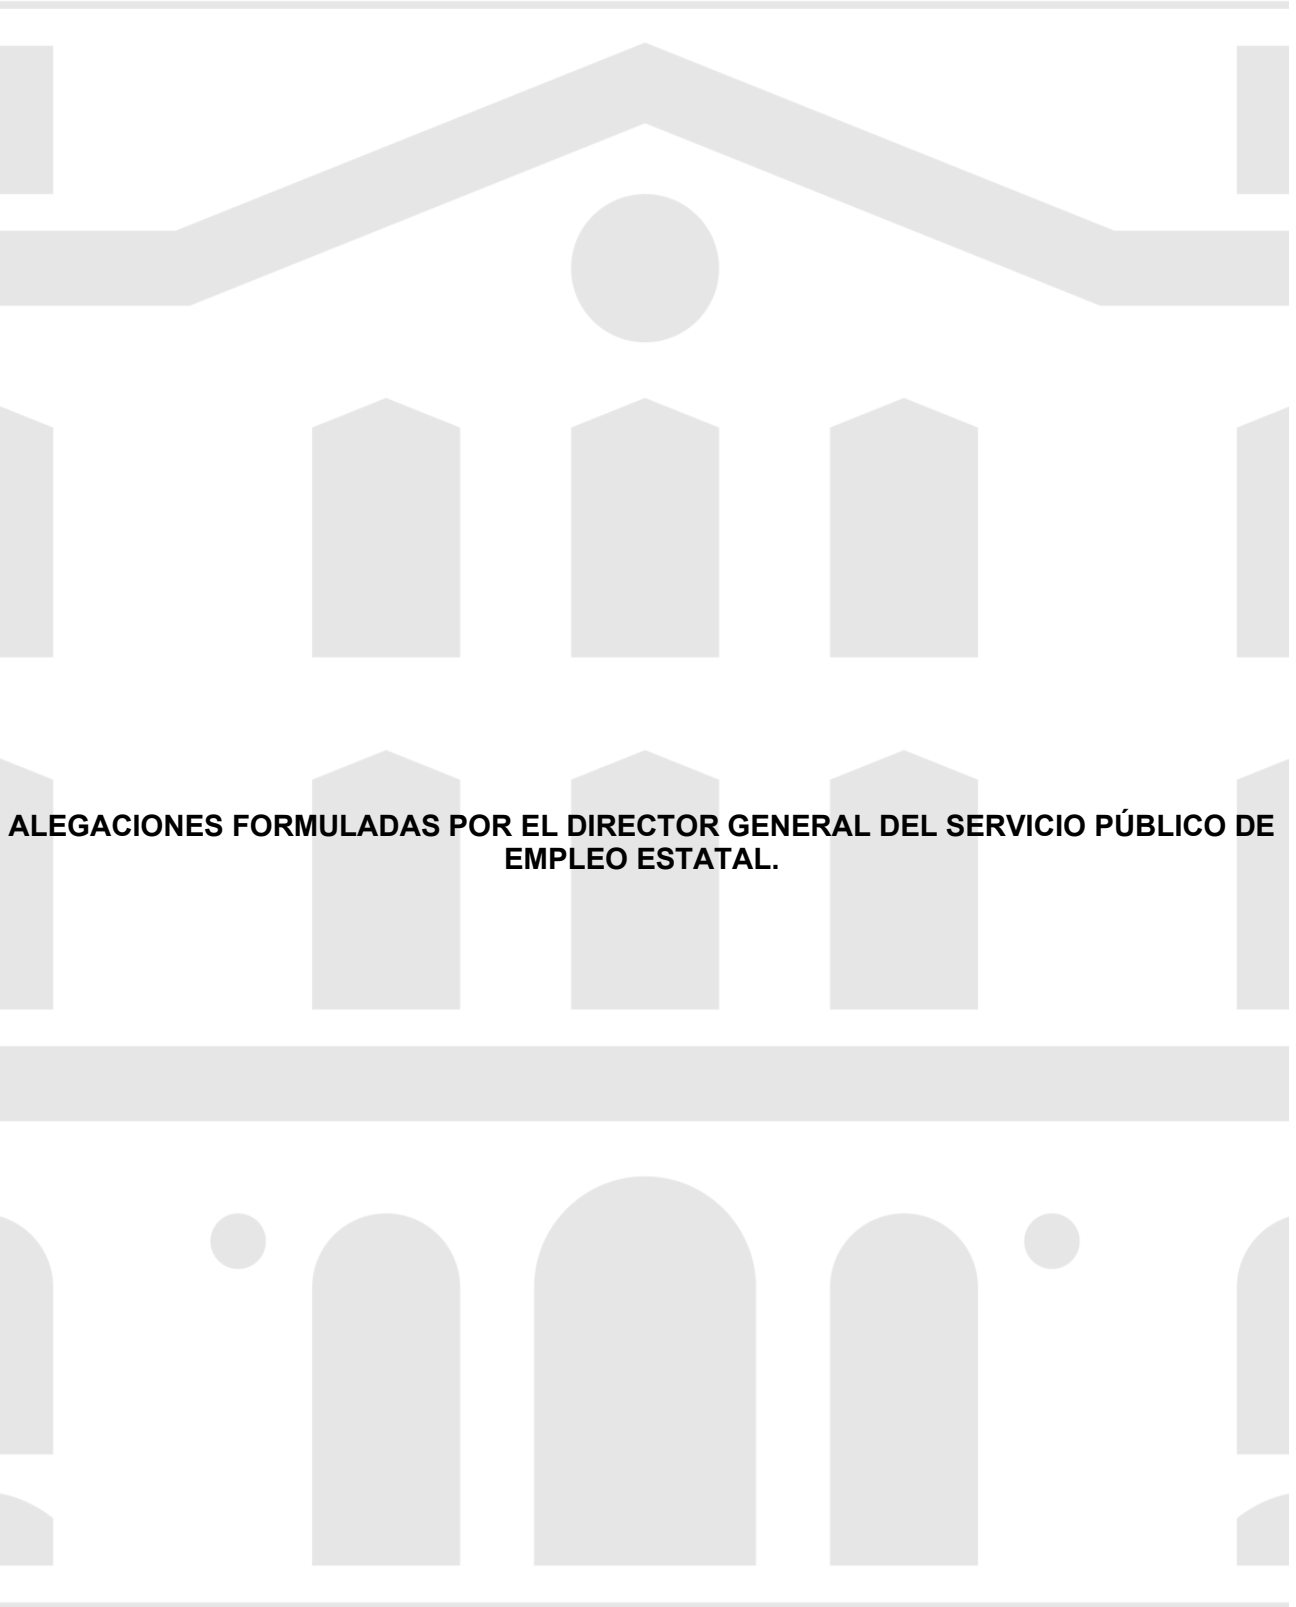 ALEGACIONES FORMULADAS POR EL DIRECTOR GENERAL DEL SERVICIO PÚBLICO DE
EMPLEO ESTATAL.